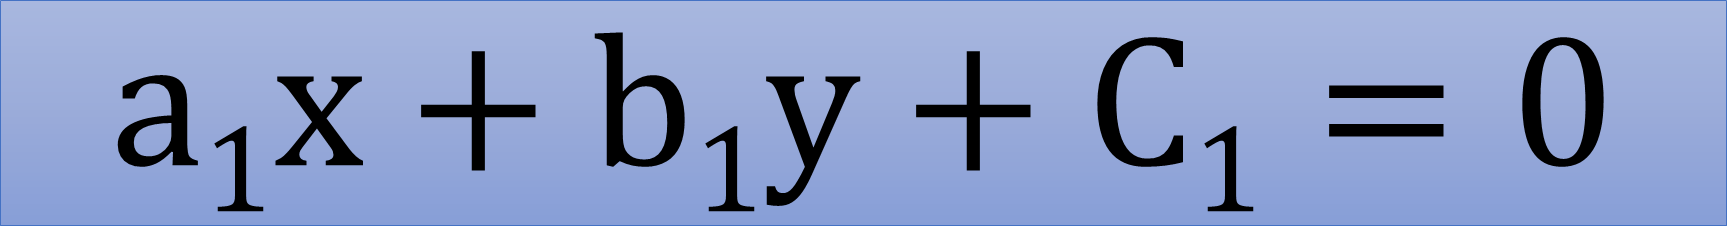 a₁x + b₁y + C₁ = 0